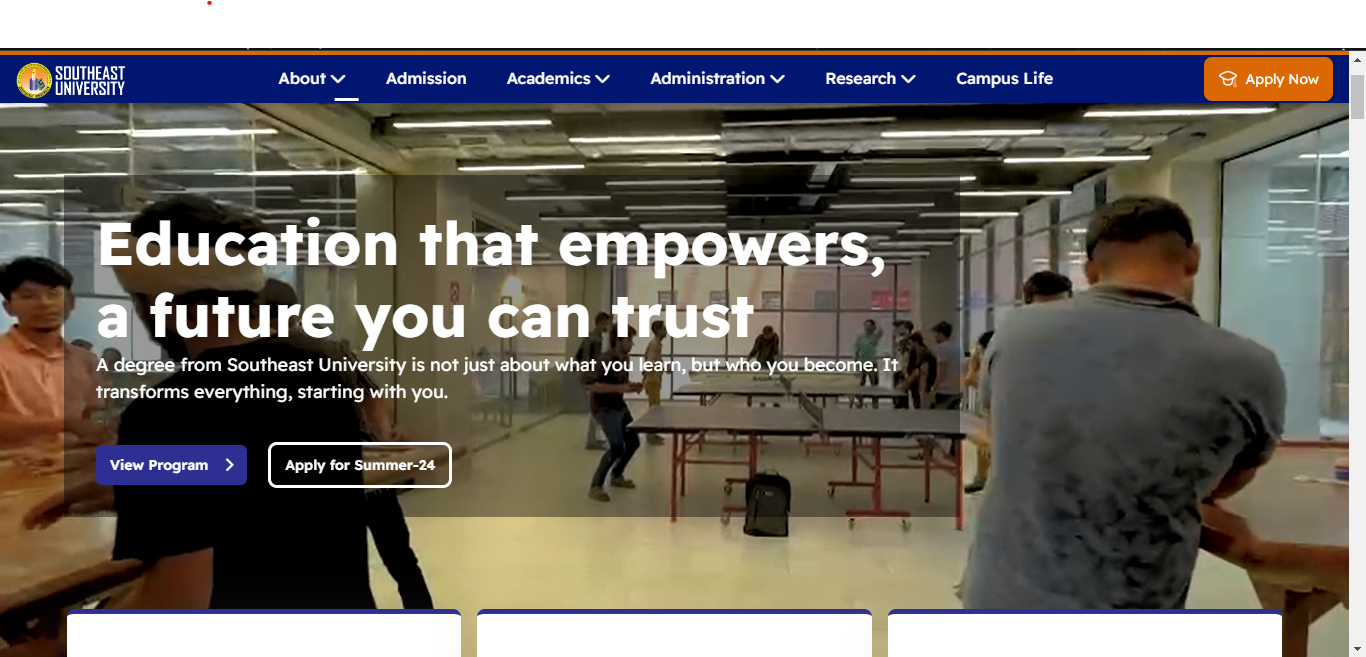 SOUTHEAST
UNIVERSITY
About
Admission
Academics
Administration
Research
Campus Life
Apply Now
Education that empowers,
a future you can trust
A degree from Southeast University is not just about what you learn, but who you become. It
transforms everything, starting with you.
View Program
Apply for Summer-24